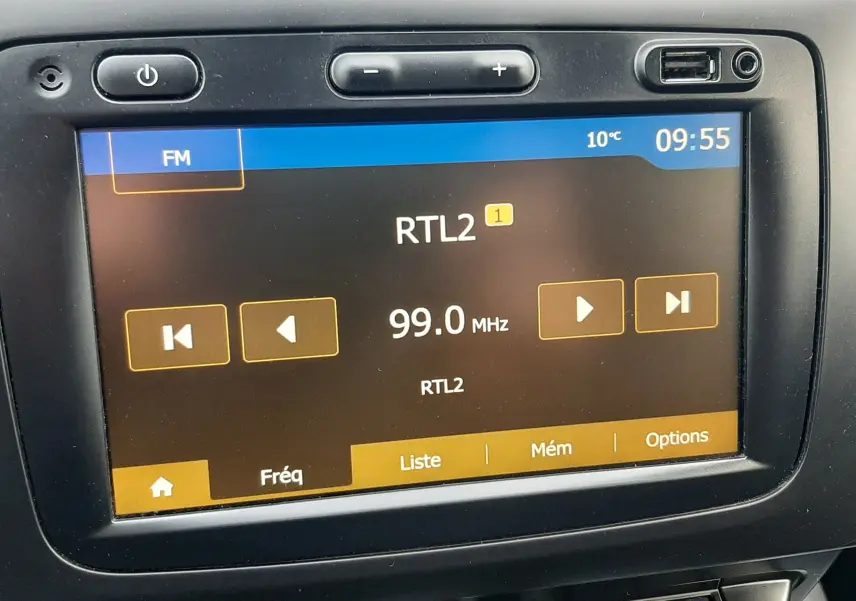 FM
10°C 09:55
RTL2 1
99.0 MHz
RTL2
Fréq Liste Mém Options